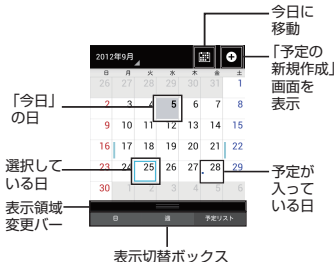 今日に
移動
「予定の
新規作成」
画面を
表示
2012年9月
日 月 火 水 木 金 土
26 27 28 29 30 31 1
2 3 4 5 6 7 8
9 10 11 12 13 14 15
16 17 18 19 20 21 22
23 24 25 26 27 28 29
30 1 2 3 4 5 6
「今日」
の日
選択して
いる日
予定が
入って
いる日
表示領域
変更バー
日 週 予定リスト
表示切替ボックス